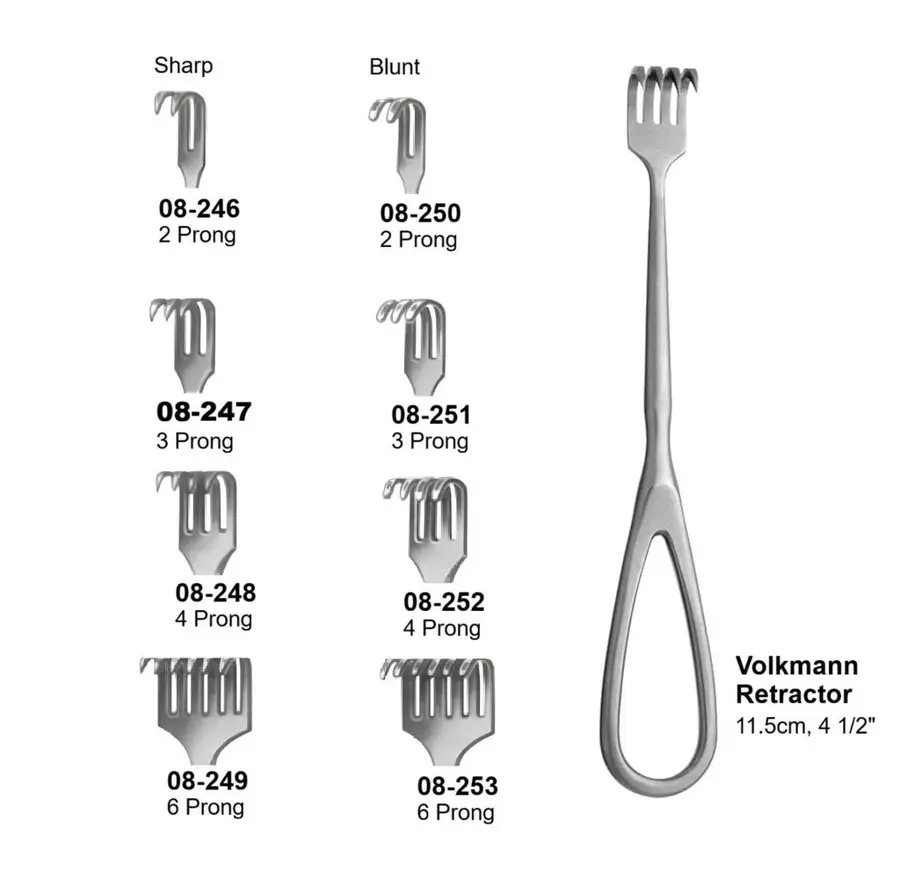 Sharp
Blunt
08-246
2 Prong
08-250
2 Prong
08-247
3 Prong
08-251
3 Prong
08-248
4 Prong
08-252
4 Prong
08-249
6 Prong
08-253
6 Prong
Volkmann
Retractor
11.5cm, 4 1/2"